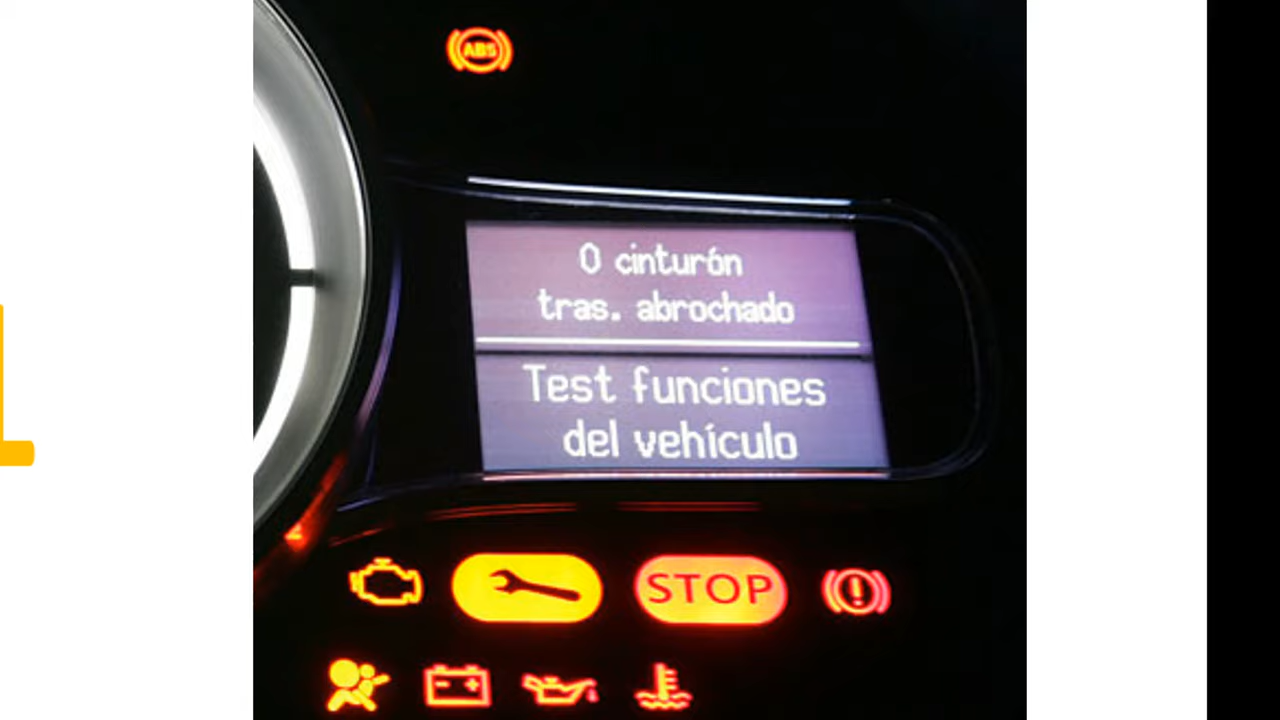 ABS
0 cinturón
tras. abrochado
Test funciones
del vehículo
STOP